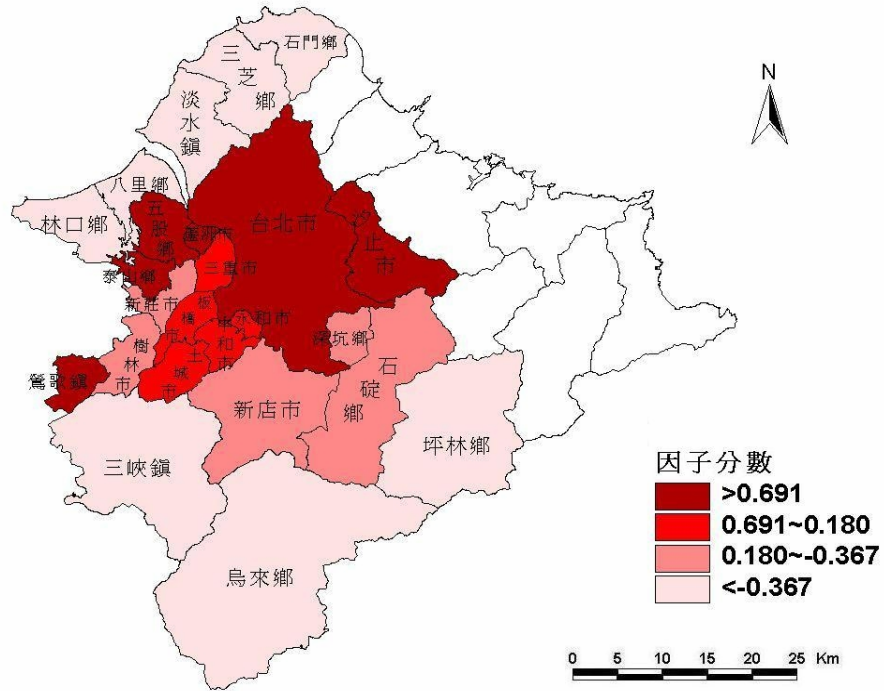 石門鄉
三芝鄉
淡水鎮
N
八里鄉
林口鄉
五股鄉
蘆洲市
台北市
汐止市
泰山鄉
三重市
新莊市
板橋市
永和市
中和市
深坑鄉
樹林市
土城市
鶯歌鎮
石碇鄉
新店市
坪林鄉
三峽鎮
烏來鄉
因子分數
>0.691
0.691~0.180
0.180~-0.367
<-0.367
0 5 10 15 20 25 Km